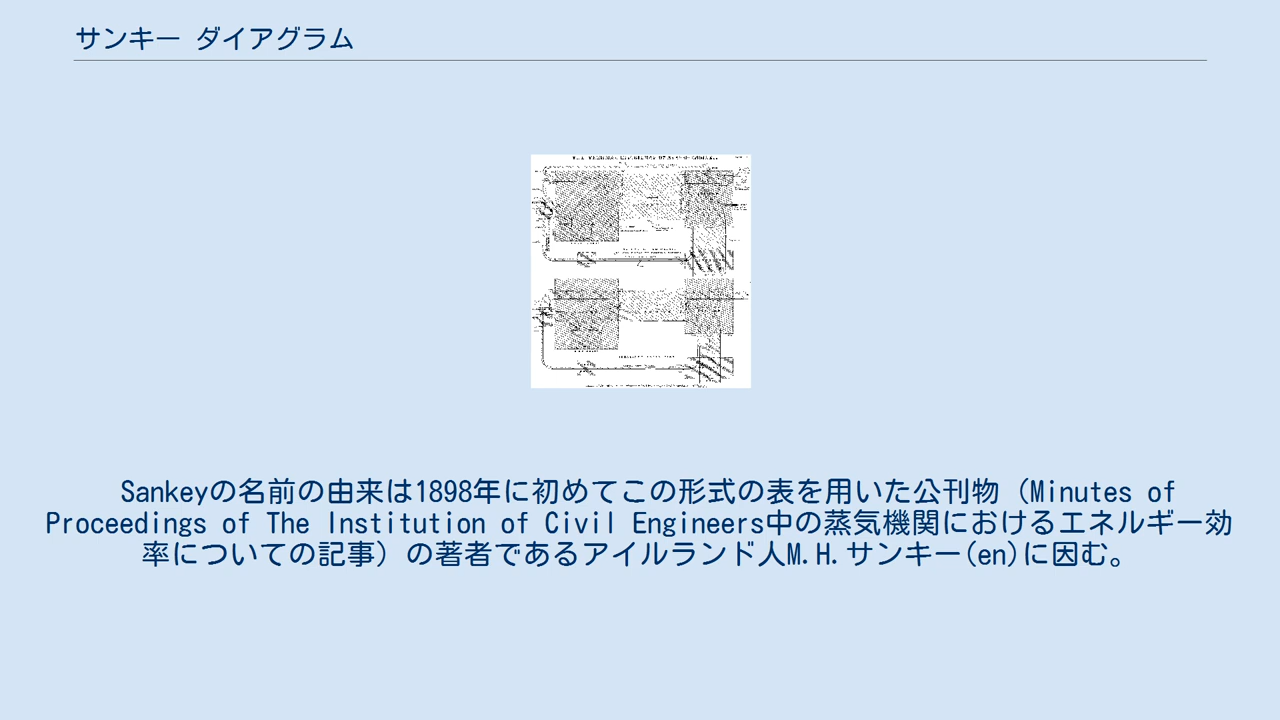 サンキー ダイアグラム
Sankeyの名前の由来は1898年に初めてこの形式の表を用いた公刊物（Minutes of
Proceedings of The Institution of Civil Engineers中の蒸気機関におけるエネルギー効
率についての記事）の著者であるアイルランド人M.H.サンキー(en)に因む。